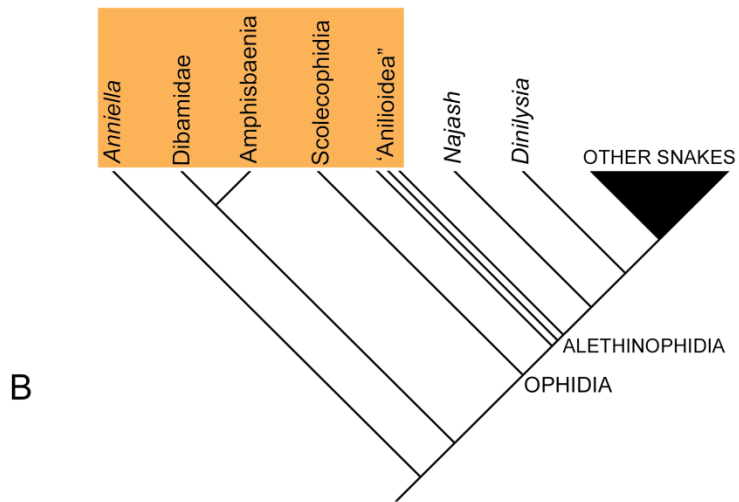 Anniella
Dibamidae
Amphisbaenia
Scolecophidia
'Anilioidea”
Najash
Dinilysia
OTHER SNAKES
ALETHINOPHIDIA
OPHIDIA
B